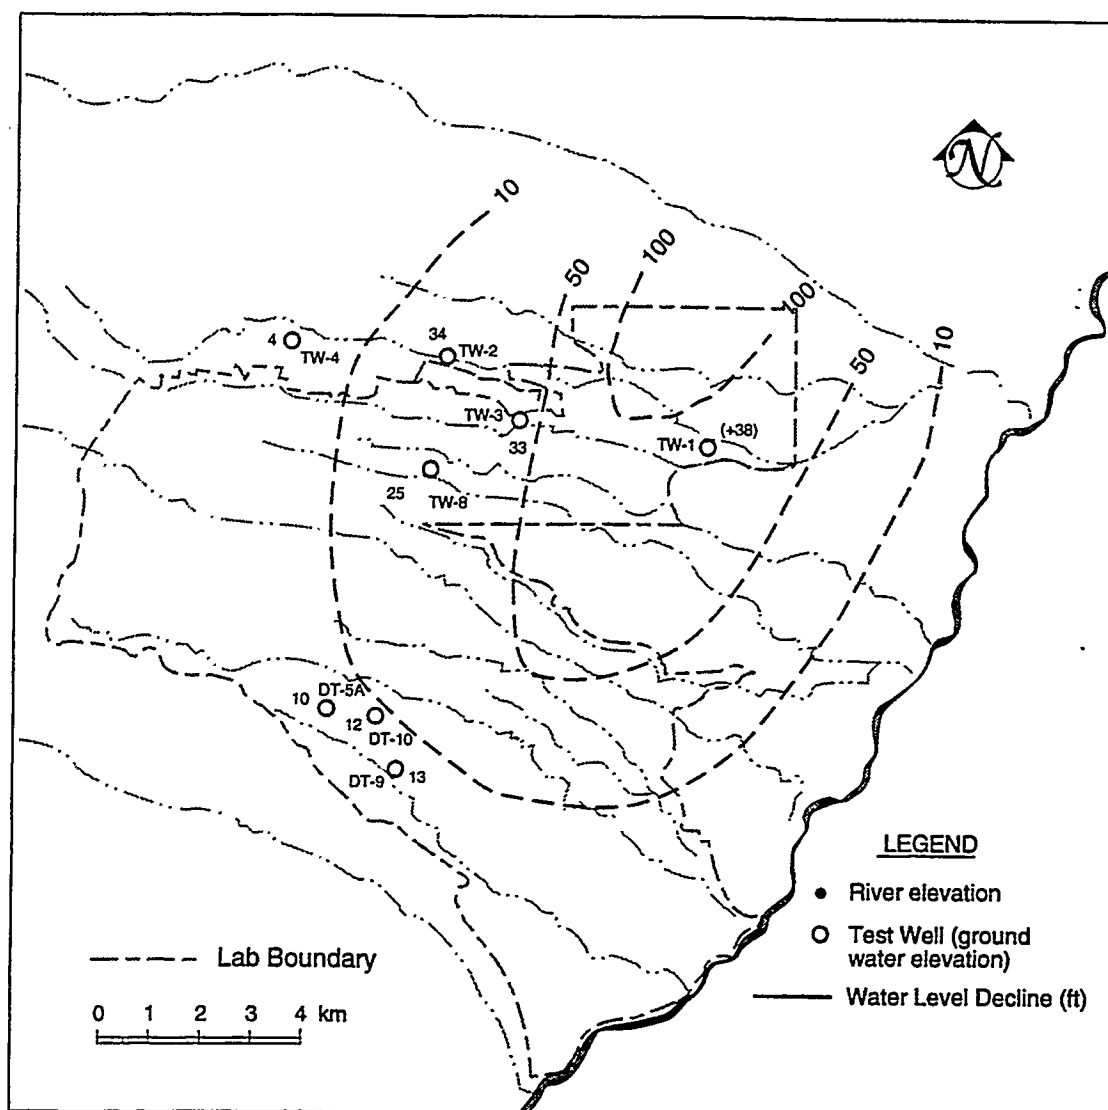 N
10
100
50
100
10
50
34
4
TW-4
TW-2
TW-3
33
(+38)
TW-1
25
TW-8
DT-5A
10
12
DT-10
DT-9
13
LEGEND
River elevation
Test Well (ground
water elevation)
Water Level Decline (ft)
Lab Boundary
0 1 2 3 4 km